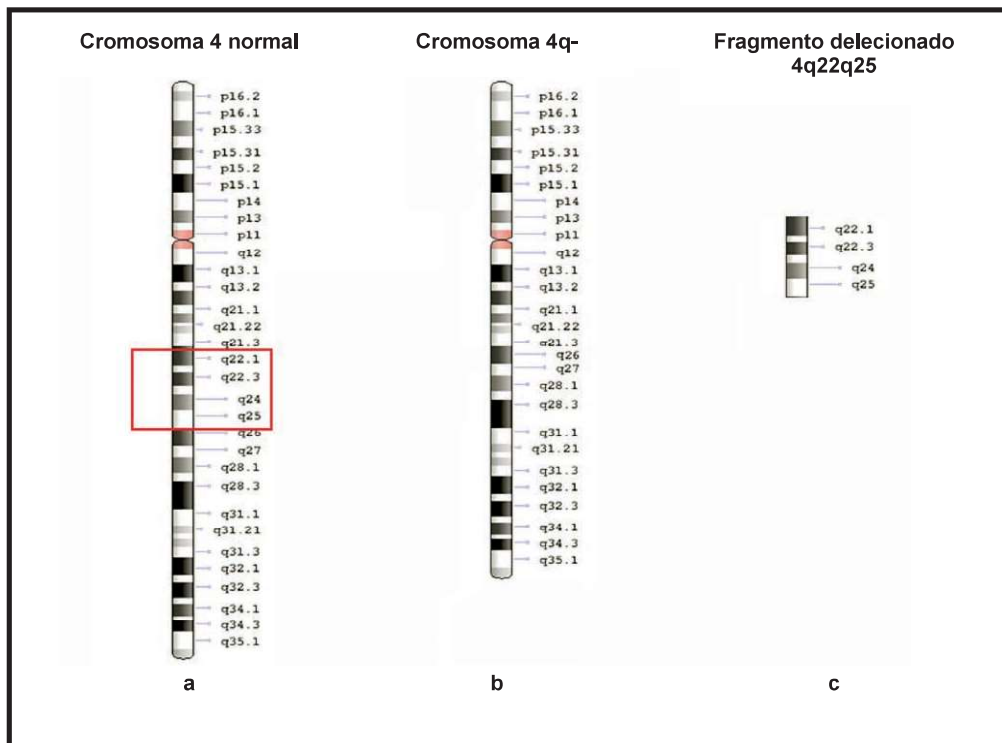 Cromosoma 4 normal
p16.2
p16.1
p15.33
p15.31
p15.2
p15.1
p14
p13
p11
q12
q13.1
q13.2
q21.1
q21.22
q21.3
q22.1
q22.3
q24
q25
q26
q27
q28.1
q28.3
q31.1
q31.21
q31.3
q32.1
q32.3
q34.1
q34.3
q35.1
a
Cromosoma 4q-
p16.2
p16.1
p15.33
p15.31
p15.2
p15.1
p14
p13
p11
q12
q13.1
q13.2
q21.1
q21.22
q21.3
q26
q27
q28.1
q28.3
q31.1
q31.21
q31.3
q32.1
q32.3
q34.1
q34.3
q35.1
b
Fragmento delecionado
4q22q25
q22.1
q22.3
q24
q25
c